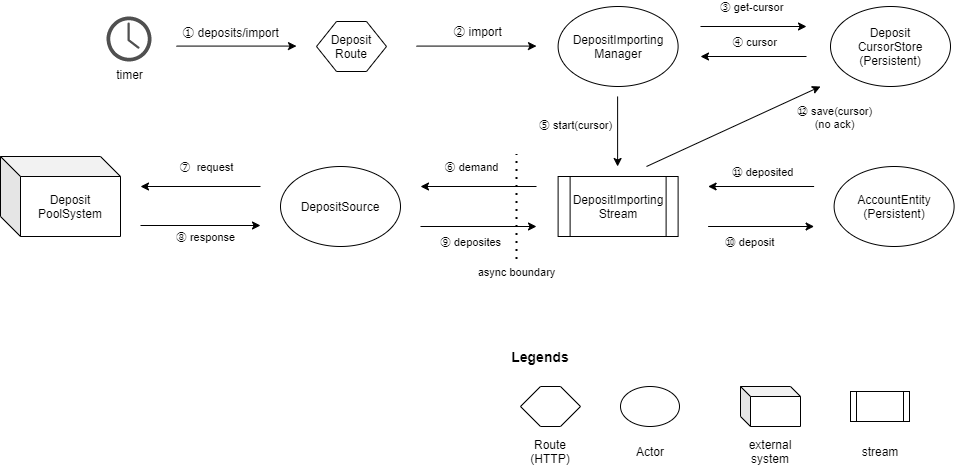 ① deposits/import
Deposit
Route
② import
DepositImporting
Manager
③ get-cursor
④ cursor
Deposit
CursorStore
(Persistent)
timer
⑤ start(cursor)
⑫ save(cursor)
(no ack)
Deposit
PoolSystem
⑦ request
⑧ response
DepositSource
⑥ demand
⑨ deposites
async boundary
DepositImporting
Stream
⑪ deposited
⑩ deposit
AccountEntity
(Persistent)
Legends
Route
(HTTP)
Actor
external
system
stream